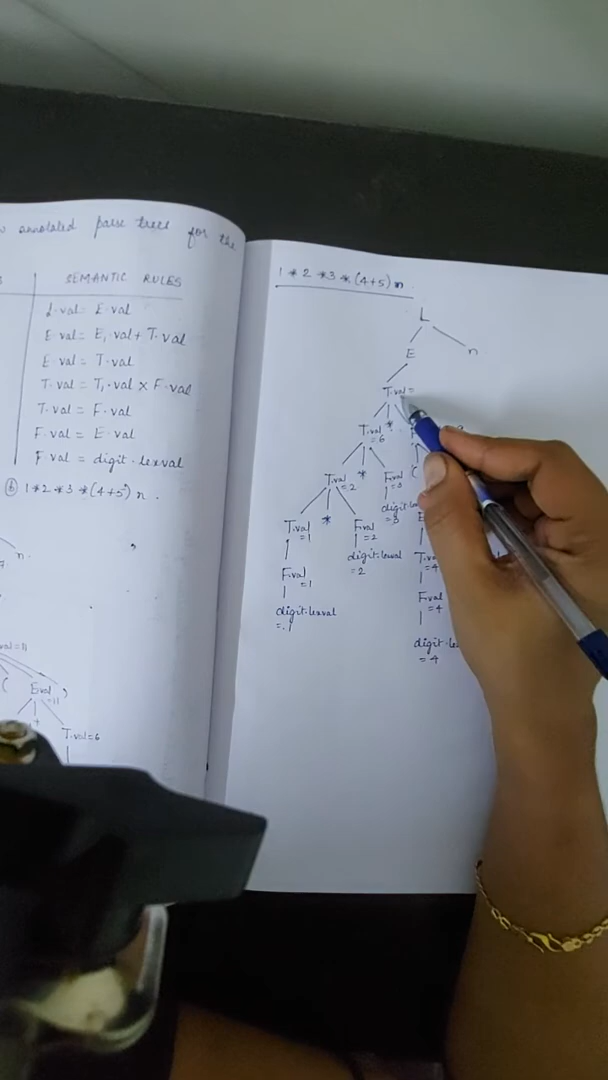 annotated parse trees for the
SEMANTIC RULES
L.val = E.val
E.val = E₁.val + T.val
E.val = T.val
T.val = T₁.val × F.val
T.val = F.val
F.val = E.val
F.val = digit.lexval
(b) 1*2*3*(4+5) n.
n.
val=11
( E.val =11 )
+
T.val=6
1*2*3*(4+5) n
L
E n
T.val=
T.val =6 *
T.val =2 * F.val =3 (
digit.
=3
T.val =1 * F.val =2
digit.lexval
=2
F.val =1
digit.lexval
=1
=4
F.val
=4
digit.
=4